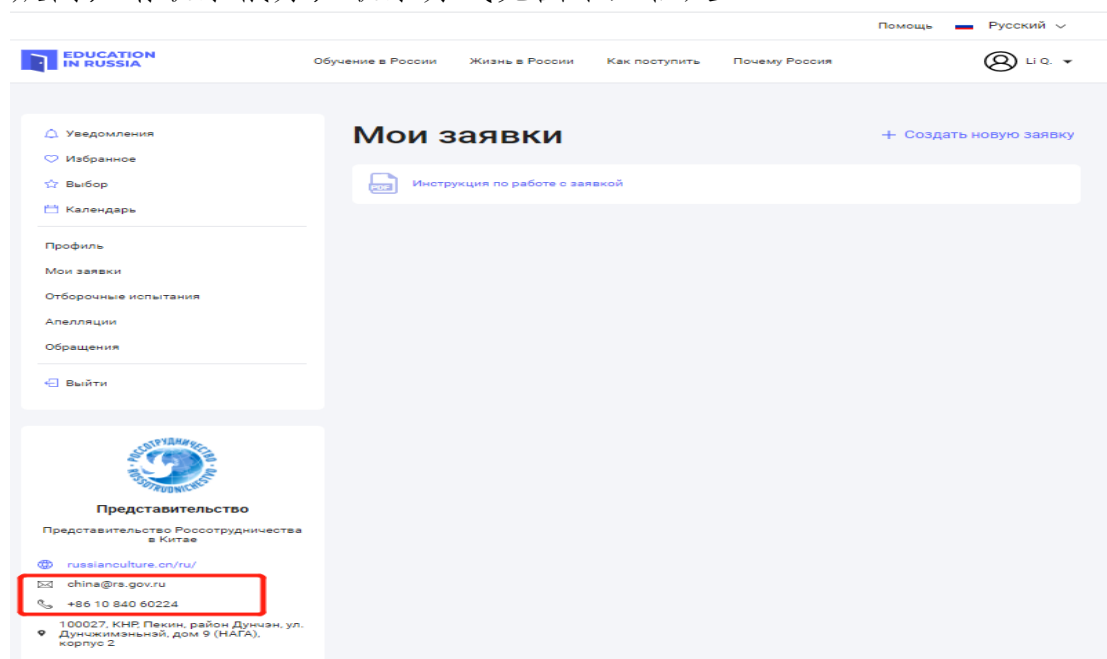 Помощь Русский
EDUCATION
IN RUSSIA
Обучение в России Жизнь в России Как поступить Почему Россия Li Q.
Уведомления
Избранное
Выбор
Календарь
Профиль
Мои заявки
Отборочные испытания
Апелляции
Обращения
Выйти
Мои заявки
+ Создать новую заявку
PDF Инструкция по работе с заявкой
РОССОТРУДНИЧЕСТВО
ROSSOTRUDNICHESTVO
Представительство
Представительство Россотрудничества
в Китае
russianculture.cn/ru/
china@rs.gov.ru
+86 10 840 60224
100027, КНР, Пекин, район Дунчэн, ул.
Дунчжимэньнэй, дом 9 (НАГА),
корпус 2